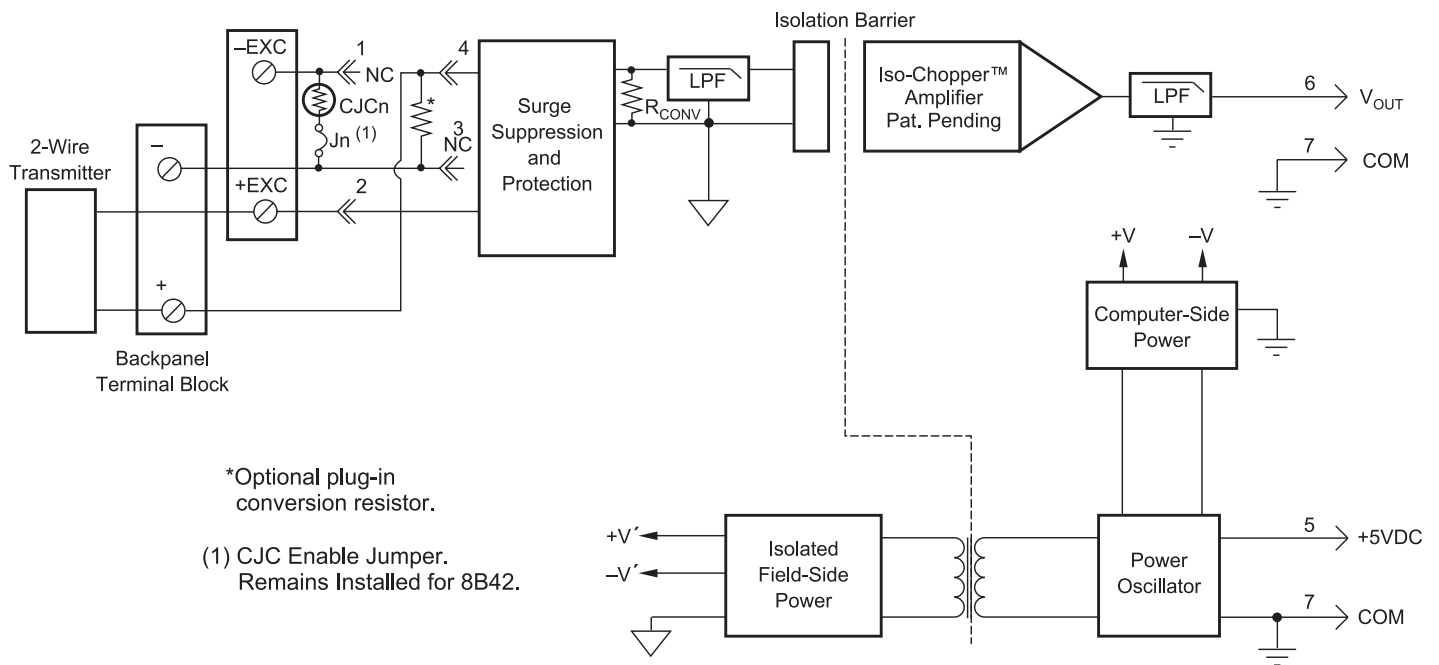 Isolation Barrier
–EXC
1
NC
4
CJCn
*
Jn (1)
3
NC
–
+EXC
2
2-Wire
Transmitter
+
Backpanel
Terminal Block
Surge
Suppression
and
Protection
RCONV
LPF
Iso-Chopper™
Amplifier
Pat. Pending
LPF
6
VOUT
7
COM
+V
–V
Computer-Side
Power
*Optional plug-in
conversion resistor.
(1) CJC Enable Jumper.
Remains Installed for 8B42.
+V´
–V´
Isolated
Field-Side
Power
Power
Oscillator
5
+5VDC
7
COM